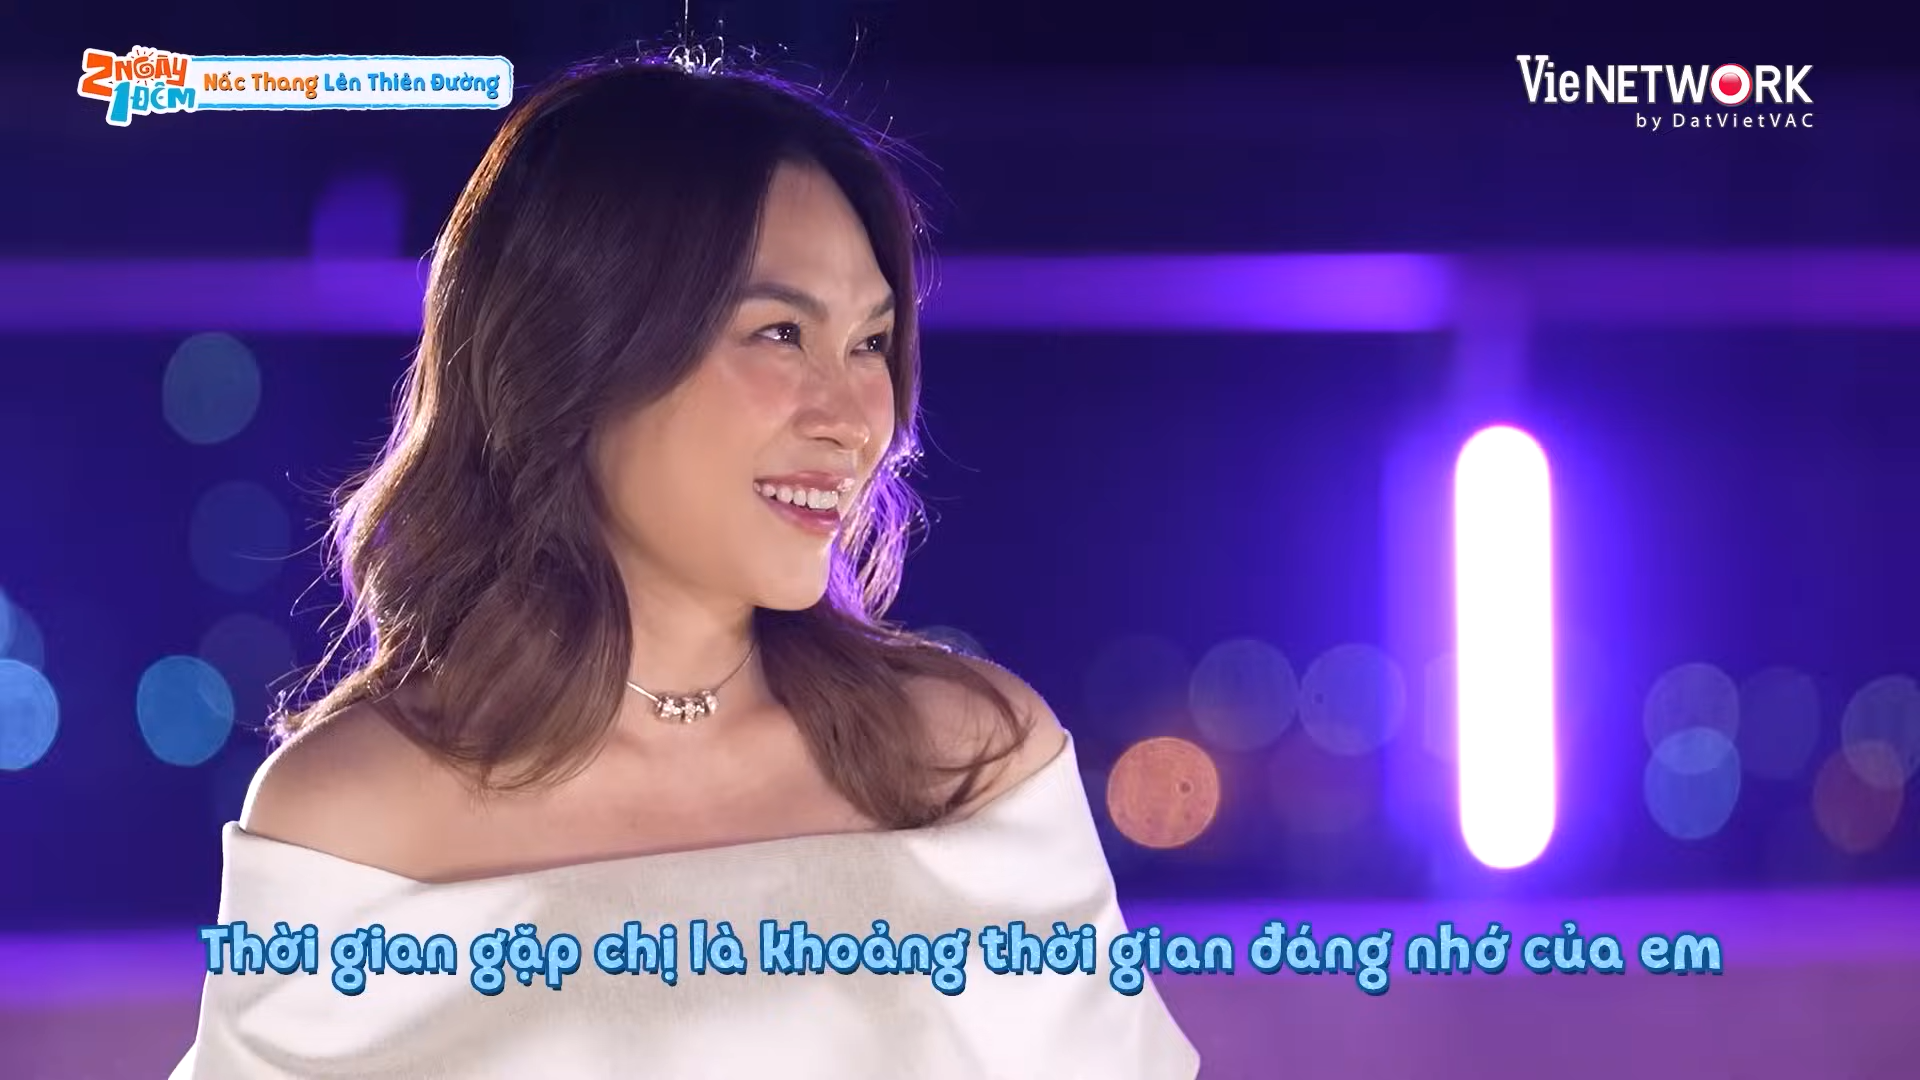 2 NGÀY 1 ĐÊM
Nấc Thang Lên Thiên Đường
VieNETWORK
by DatVietVAC
Thời gian gặp chị là khoảng thời gian đáng nhớ của em